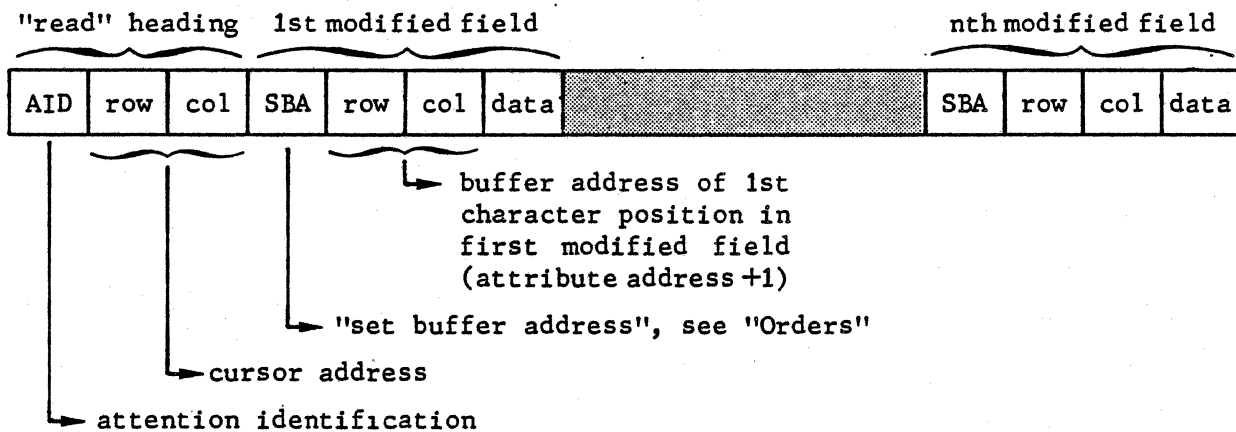 "read" heading 1st modified field nth modified field
AID row col SBA row col data SBA row col data
buffer address of 1st
character position in
first modified field
(attribute address +1)
"set buffer address", see "Orders"
cursor address
attention identification